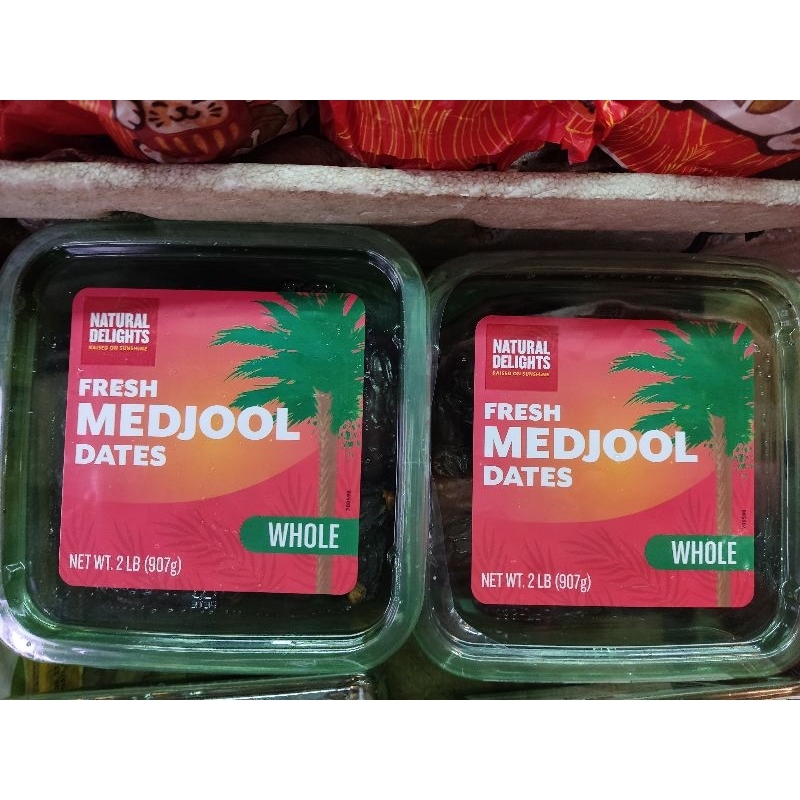 NATURAL
DELIGHTS
RAISED ON SUNSHINE
FRESH
MEDJOOL
DATES
WHOLE
NET WT. 2 LB (907g)
NATURAL
DELIGHTS
RAISED ON SUNSHINE
FRESH
MEDJOOL
DATES
WHOLE
NET WT. 2 LB (907g)